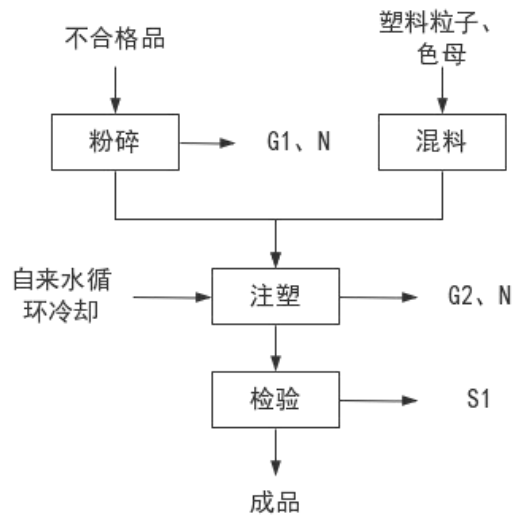 不合格品
塑料粒子、
色母
粉碎
G1、N
混料
自来水循
环冷却
注塑
G2、N
检验
S1
成品